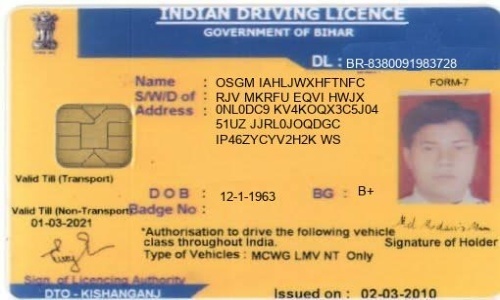 INDIAN DRIVING LICENCE
GOVERNMENT OF BIHAR
DL : BR-8380091983728
Name : OSGM IAHLJWXHFTNFC
S/W/D of : RJV MKRFU EQVI HWJX
Address : 0NL0DC9 KV4KOQX3C5J04
51UZ JJRL0JOQDGC
IP46ZYCYV2H2K WS
FORM-7
Valid Till (Transport)
D O B : 12-1-1963 BG : B+
Valid Till (Non-Transport)
Badge No :
01-03-2021
*Authorisation to drive the following vehicle
class throughout India.
Type of Vehicles : MCWG LMV NT Only
Signature of Holder
Sign. of Licencing Authority
DTO - KISHANGANJ
Issued on : 02-03-2010